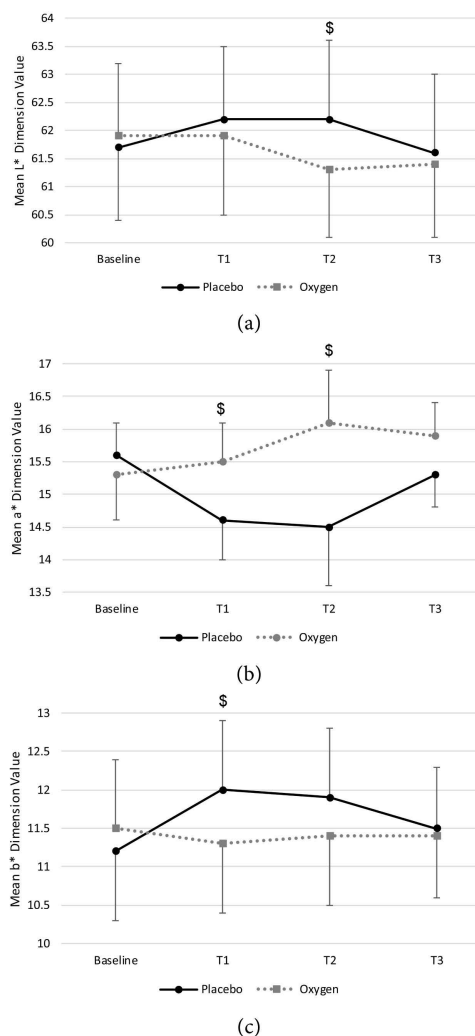 $
64
63.5
63
62.5
62
61.5
61
60.5
60
Mean L* Dimension Value
Baseline T1 T2 T3
Placebo Oxygen
(a)
$
$
17
16.5
16
15.5
15
14.5
14
13.5
Mean a* Dimension Value
Baseline T1 T2 T3
Placebo Oxygen
(b)
$
13
12.5
12
11.5
11
10.5
10
Mean b* Dimension Value
Baseline T1 T2 T3
Placebo Oxygen
(c)